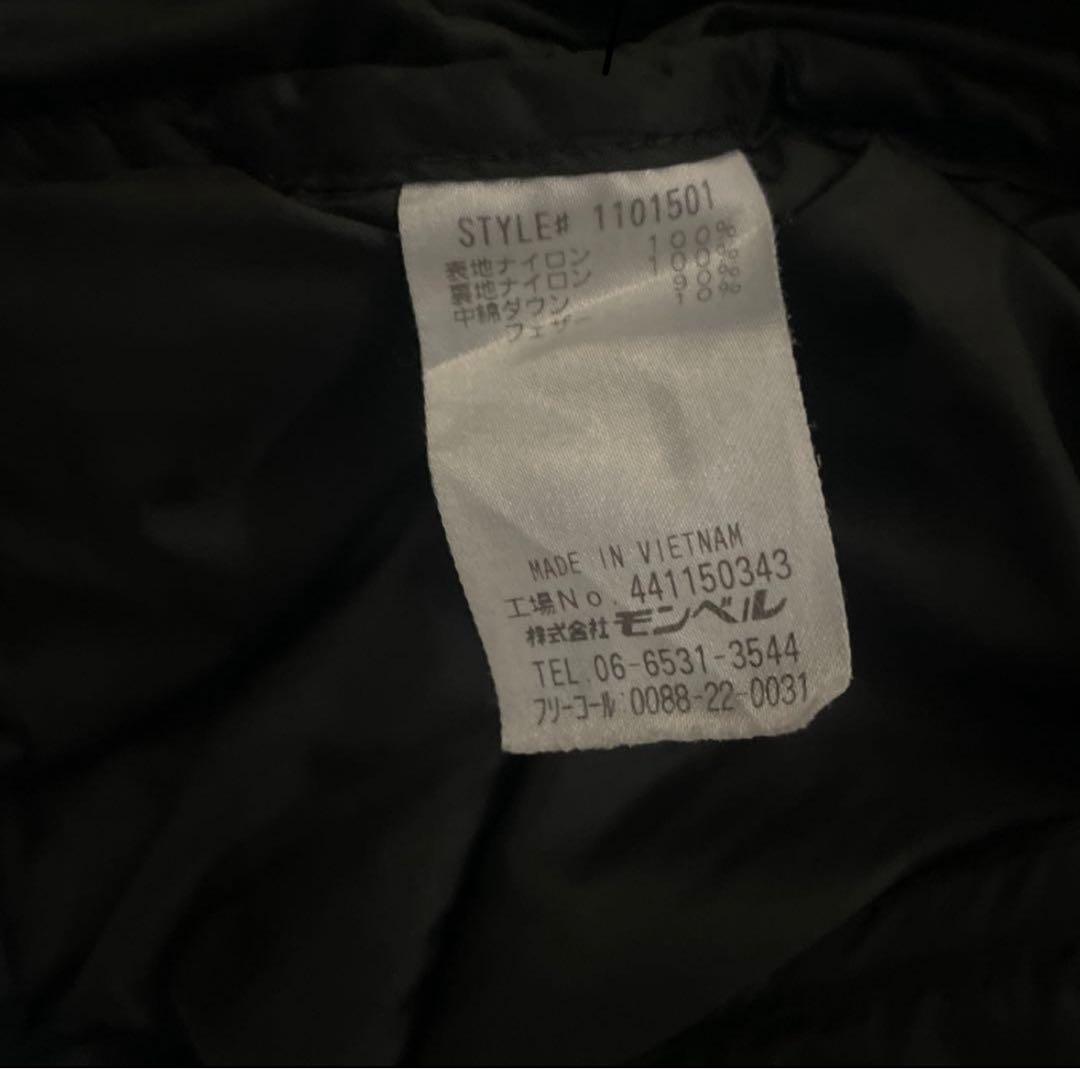 STYLE# 1101501
表地ナイロン 100%
裏地ナイロン 100%
中綿ダウン 90%
フェザー 10%
MADE IN VIETNAM
工場No. 441150343
株式会社モンベル
TEL.06-6531-3544
フリーコール:0088-22-0031